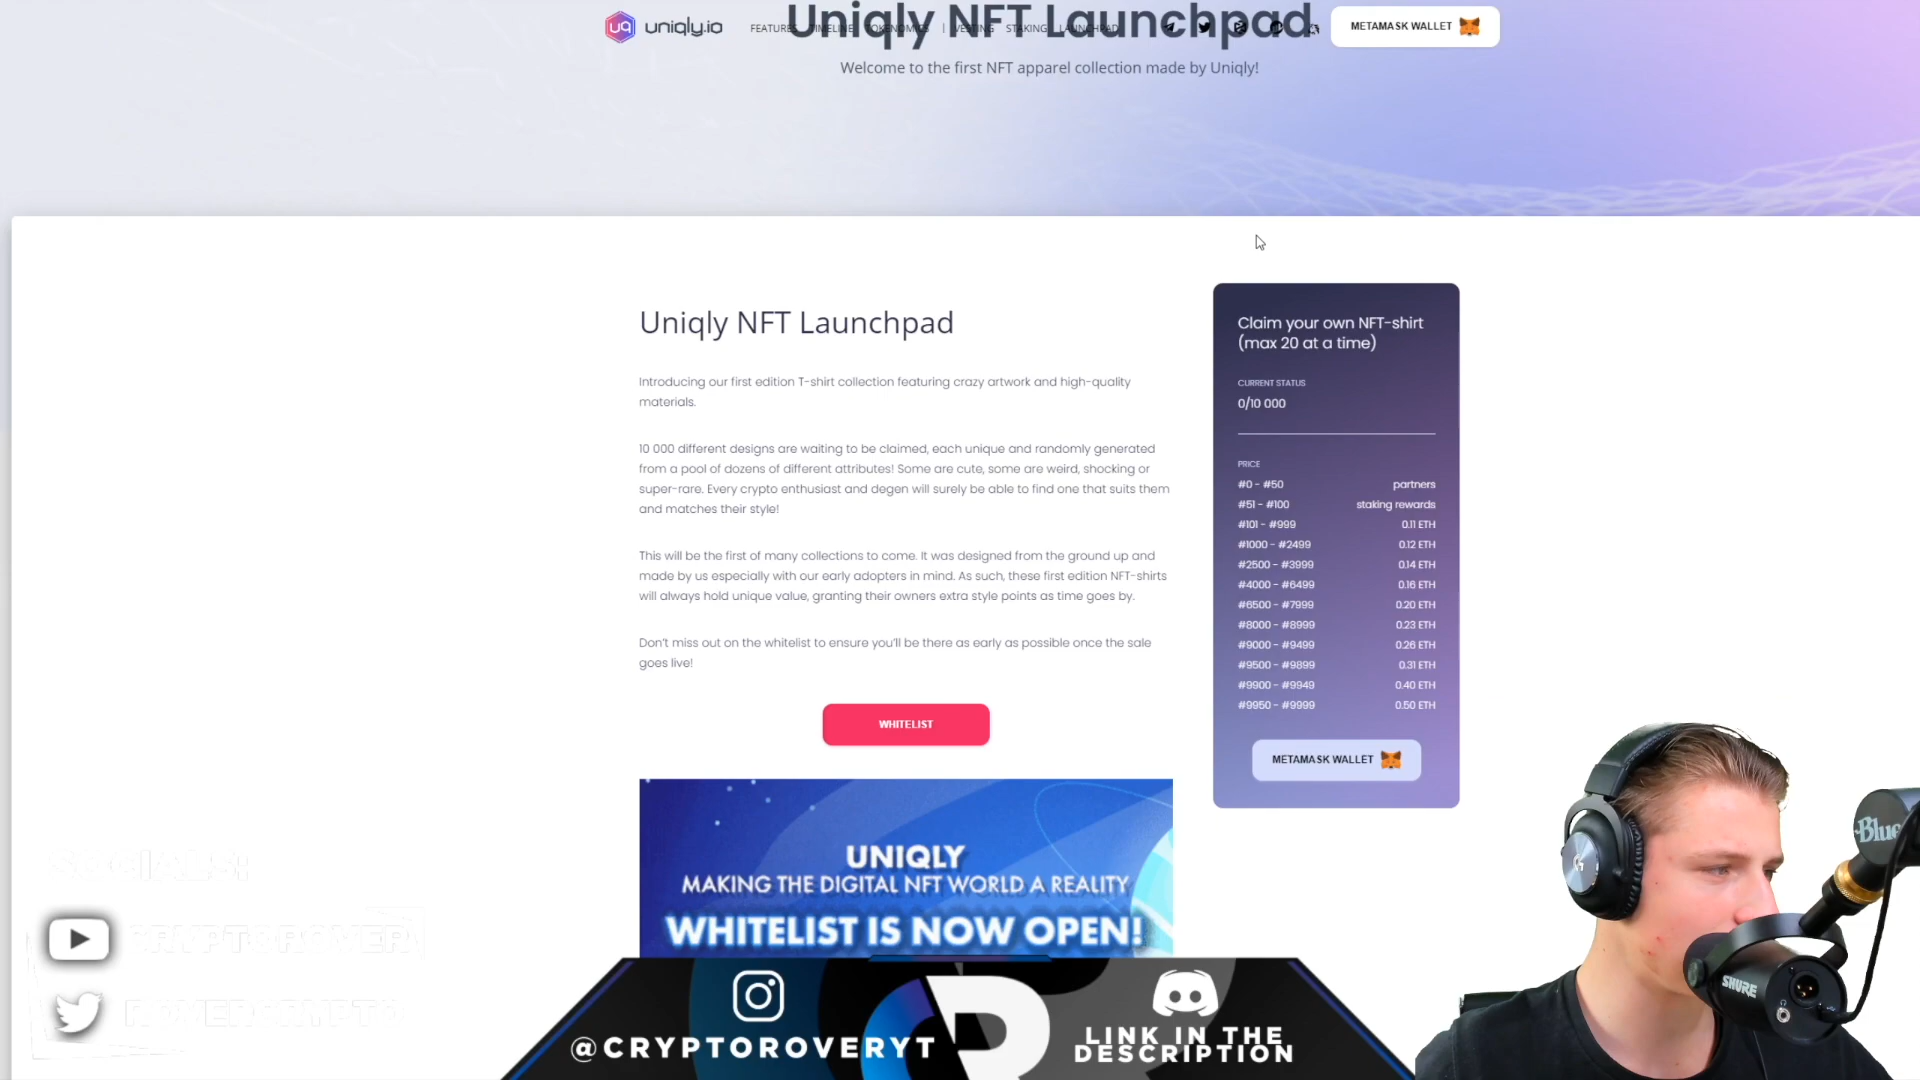 uniqly.io
FEATURES TIMELINE TOKENOMICS | VESTING STAKING LAUNCHPAD
METAMASK WALLET
Uniqly NFT Launchpad
Welcome to the first NFT apparel collection made by Uniqly!
Uniqly NFT Launchpad
Introducing our first edition T-shirt collection featuring crazy artwork and high-quality
materials.
10 000 different designs are waiting to be claimed, each unique and randomly generated
from a pool of dozens of different attributes! Some are cute, some are weird, shocking or
super-rare. Every crypto enthusiast and degen will surely be able to find one that suits them
and matches their style!
This will be the first of many collections to come. It was designed from the ground up and
made by us especially with our early adopters in mind. As such, these first edition NFT-shirts
will always hold unique value, granting their owners extra style points as time goes by.
Don't miss out on the whitelist to ensure you'll be there as early as possible once the sale
goes live!
WHITELIST
UNIQLY
MAKING THE DIGITAL NFT WORLD A REALITY
WHITELIST IS NOW OPEN!
Claim your own NFT-shirt
(max 20 at a time)
CURRENT STATUS
0/10 000
PRICE
#0 - #50 partners
#51 - #100 staking rewards
#101 - #999 0.11 ETH
#1000 - #2499 0.12 ETH
#2500 - #3999 0.14 ETH
#4000 - #6499 0.16 ETH
#6500 - #7999 0.20 ETH
#8000 - #8999 0.23 ETH
#9000 - #9499 0.26 ETH
#9500 - #9899 0.31 ETH
#9900 - #9949 0.40 ETH
#9950 - #9999 0.50 ETH
METAMASK WALLET
SOCIALS:
CRYPTO ROVER
ROVERCRYPTO
@CRYPTOROVERYT
LINK IN THE
DESCRIPTION
Blue
SHURE